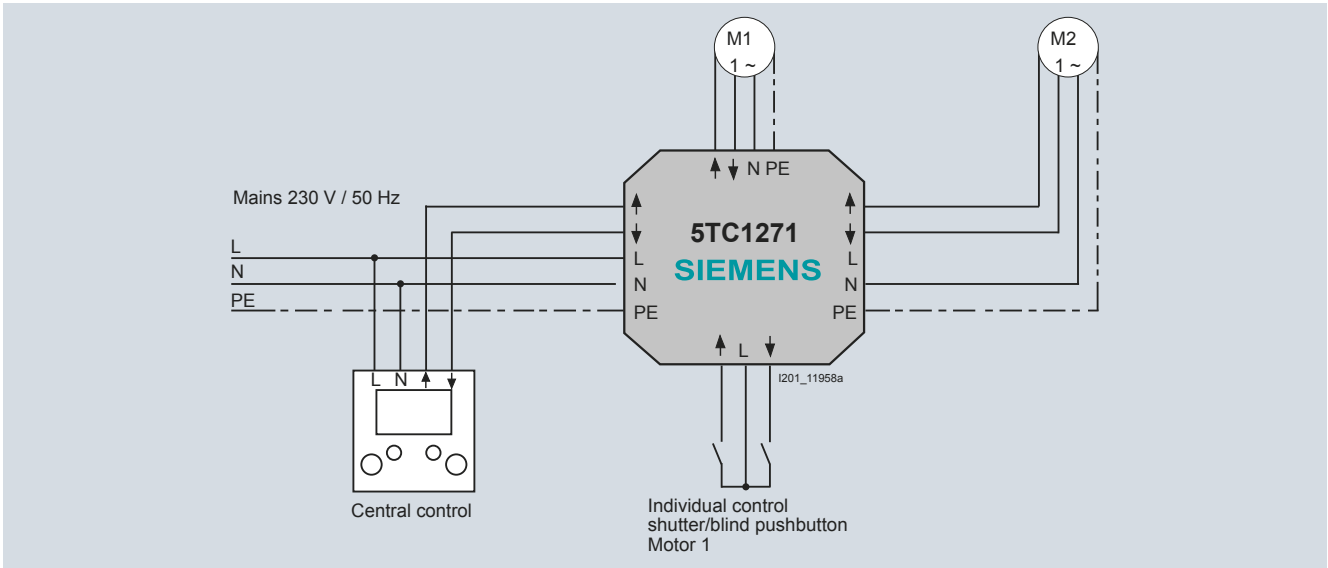 M1
1 ~
M2
1 ~
↑ ↓ N PE
Mains 230 V / 50 Hz
L
N
PE
↑
↓
L
N
PE
5TC1271
SIEMENS
↑
↓
L
N
PE
↑ L ↓
I201_11958a
L N ↑ ↓
Central control
Individual control
shutter/blind pushbutton
Motor 1